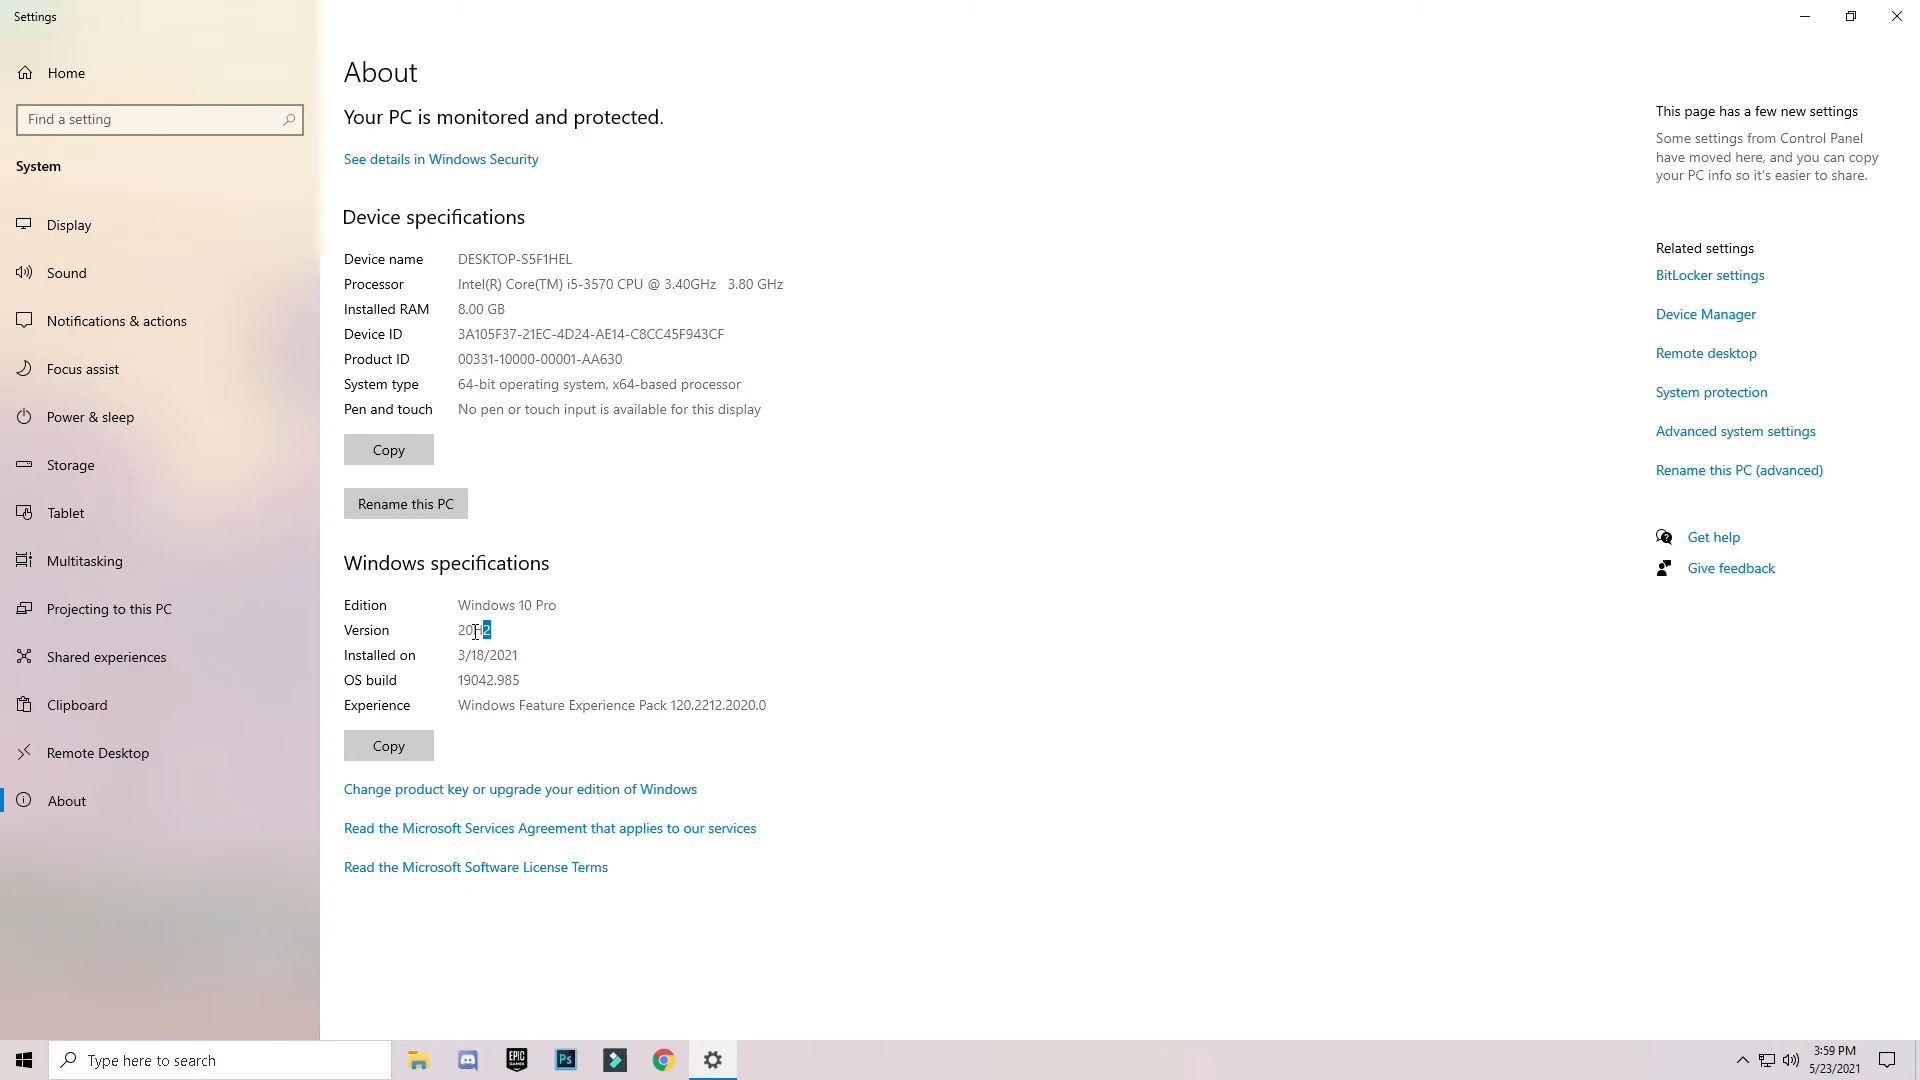 Settings
Home
Find a setting
System
Display
Sound
Notifications & actions
Focus assist
Power & sleep
Storage
Tablet
Multitasking
Projecting to this PC
Shared experiences
Clipboard
Remote Desktop
About
About
Your PC is monitored and protected.
See details in Windows Security
Device specifications
Device name DESKTOP-S5F1HEL
Processor Intel(R) Core(TM) i5-3570 CPU @ 3.40GHz 3.80 GHz
Installed RAM 8.00 GB
Device ID 3A105F37-21EC-4D24-AE14-C8CC45F943CF
Product ID 00331-10000-00001-AA630
System type 64-bit operating system, x64-based processor
Pen and touch No pen or touch input is available for this display
Copy
Rename this PC
Windows specifications
Edition Windows 10 Pro
Version 20H2
Installed on 3/18/2021
OS build 19042.985
Experience Windows Feature Experience Pack 120.2212.2020.0
Copy
Change product key or upgrade your edition of Windows
Read the Microsoft Services Agreement that applies to our services
Read the Microsoft Software License Terms
This page has a few new settings
Some settings from Control Panel
have moved here, and you can copy
your PC info so it's easier to share.
Related settings
BitLocker settings
Device Manager
Remote desktop
System protection
Advanced system settings
Rename this PC (advanced)
Get help
Give feedback
Type here to search
EPIC
GAMES
Ps
3:59 PM
5/23/2021